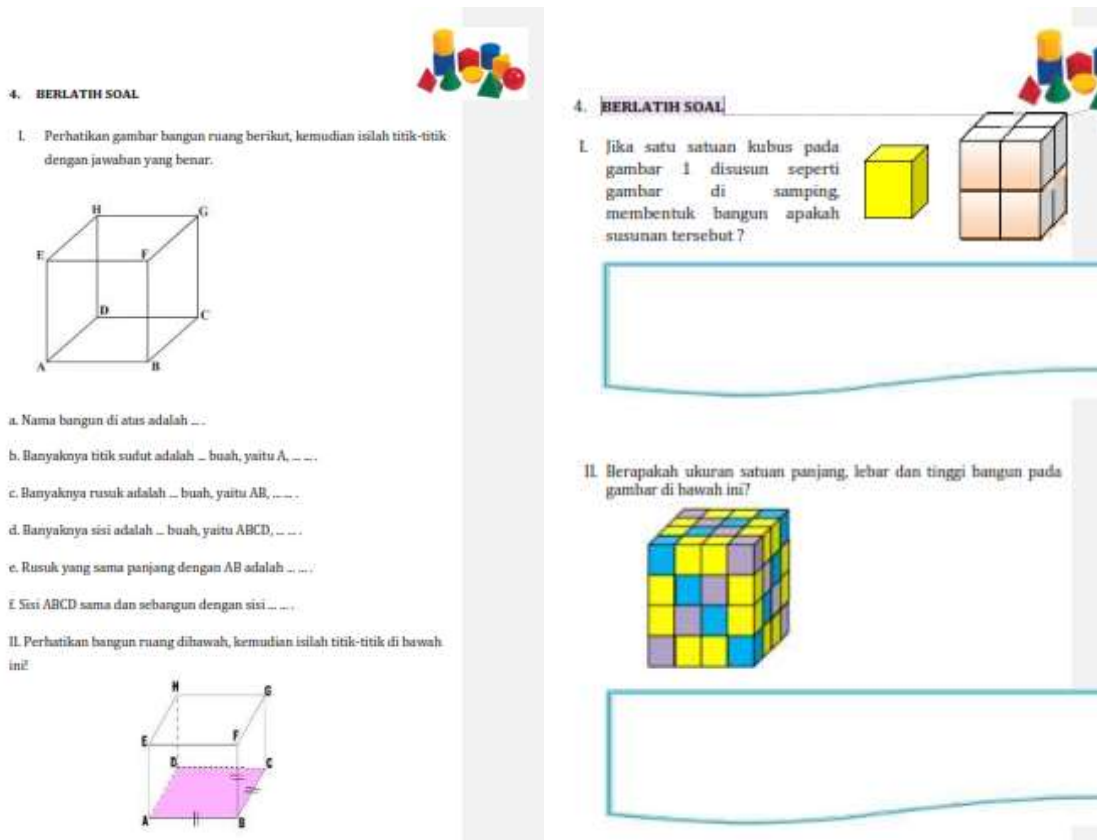 4. BERLATIH SOAL
I. Perhatikan gambar bangun ruang berikut, kemudian isilah titik-titik
dengan jawaban yang benar.
H
G
E
F
D
C
A
B
a. Nama bangun di atas adalah ... .
b. Banyaknya titik sudut adalah ... buah, yaitu A, ... ... .
c. Banyaknya rusuk adalah ... buah, yaitu AB, ... ... .
d. Banyaknya sisi adalah ... buah, yaitu ABCD, ... ... .
e. Rusuk yang sama panjang dengan AB adalah ... ... .
f. Sisi ABCD sama dan sebangun dengan sisi ... ... .
II. Perhatikan bangun ruang dibawah, kemudian isilah titik-titik di bawah
ini!
H
G
E
F
D
C
A
B
4. BERLATIH SOAL
I. Jika satu satuan kubus pada
gambar 1 disusun seperti
gambar di samping,
membentuk bangun apakah
susunan tersebut ?
II. Berapakah ukuran satuan panjang, lebar dan tinggi bangun pada
gambar di bawah ini?